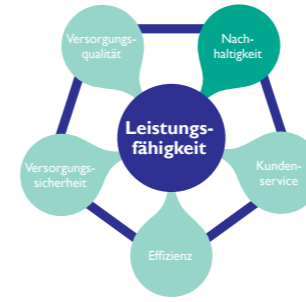 Versorgungs-
qualität
Nach-
haltigkeit
Leistungs-
fähigkeit
Versorgungs-
sicherheit
Kunden-
service
Effizienz